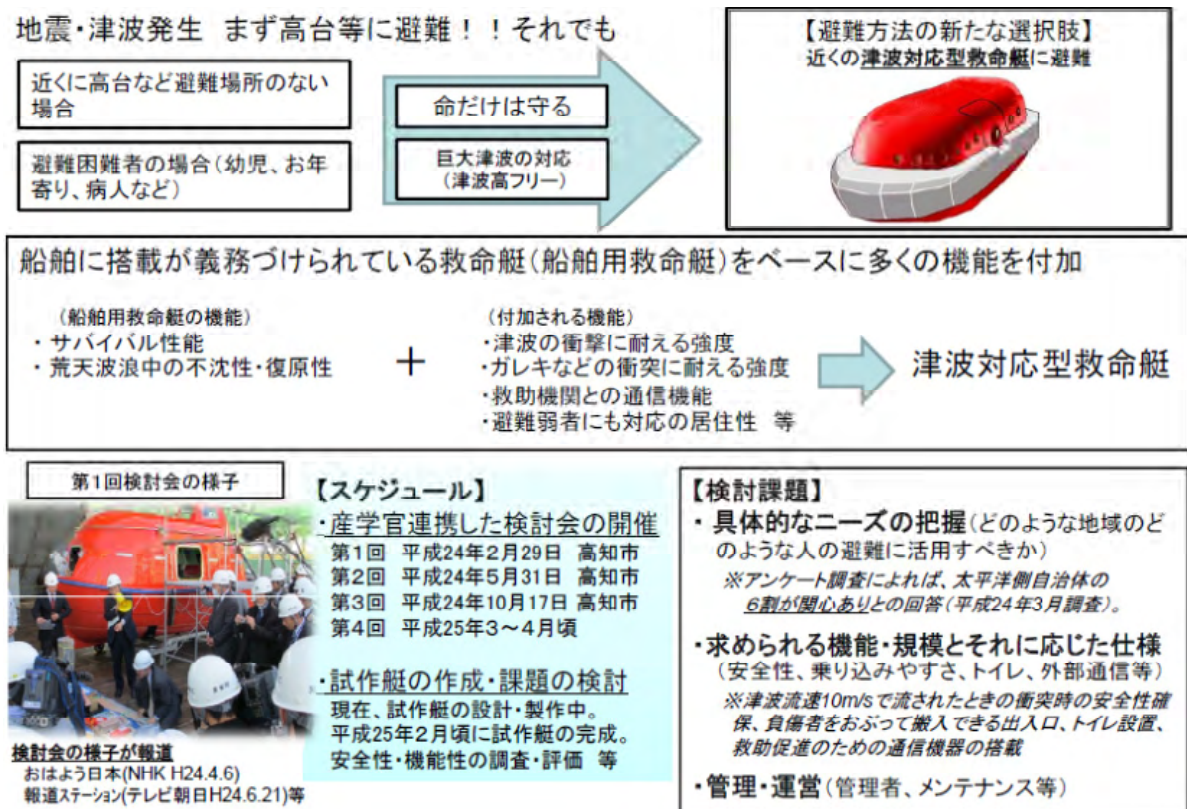 地震・津波発生 まず高台等に避難！！それでも
近くに高台など避難場所のない
場合
避難困難者の場合（幼児、お年
寄り、病人など）
命だけは守る
巨大津波の対応
（津波高フリー）
【避難方法の新たな選択肢】
近くの津波対応型救命艇に避難
船舶に搭載が義務づけられている救命艇（船舶用救命艇）をベースに多くの機能を付加
（船舶用救命艇の機能）
・サバイバル性能
・荒天波浪中の不沈性・復原性
＋
（付加される機能）
・津波の衝撃に耐える強度
・ガレキなどの衝突に耐える強度
・救助機関との通信機能
・避難弱者にも対応の居住性 等
津波対応型救命艇
第１回検討会の様子
検討会の様子が報道
おはよう日本(NHK H24.4.6)
報道ステーション(テレビ朝日H24.6.21)等
【スケジュール】
・産学官連携した検討会の開催
第１回 平成24年２月29日 高知市
第２回 平成24年５月31日 高知市
第３回 平成24年10月17日 高知市
第４回 平成25年３～４月頃
・試作艇の作成・課題の検討
現在、試作艇の設計・製作中。
平成25年２月頃に試作艇の完成。
安全性・機能性の調査・評価 等
【検討課題】
・具体的なニーズの把握（どのような地域のど
のような人の避難に活用すべきか）
※アンケート調査によれば、太平洋側自治体の
６割が関心ありとの回答（平成24年３月調査）。
・求められる機能・規模とそれに応じた仕様
（安全性、乗り込みやすさ、トイレ、外部通信等）
※津波流速10m/sで流されたときの衝突時の安全性確
保、負傷者をおぶって搬入できる出入口、トイレ設置、
救助促進のための通信機器の搭載
・管理・運営（管理者、メンテナンス等）